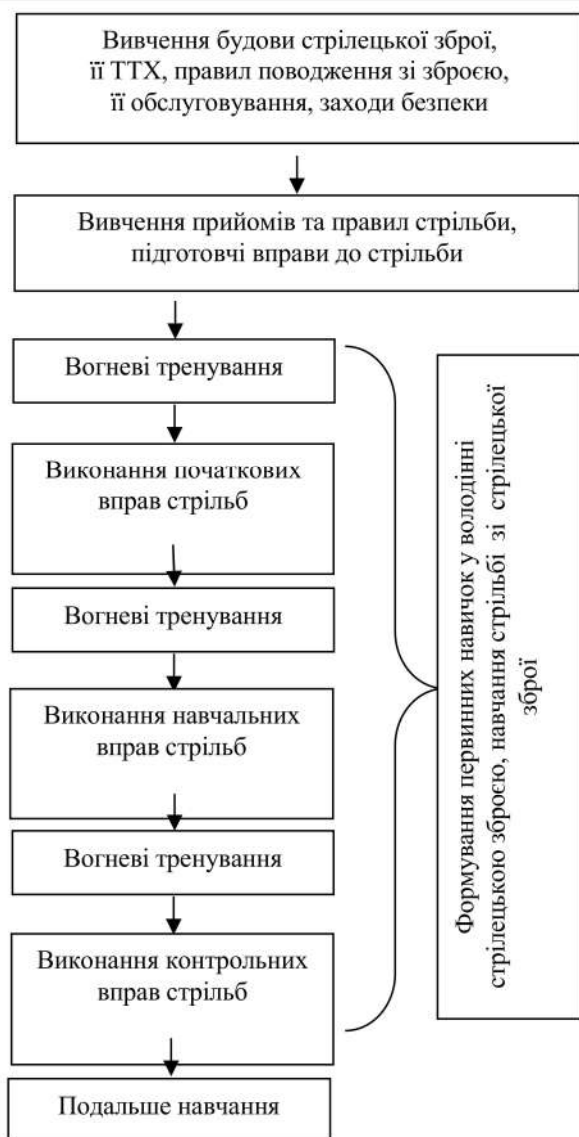 Вивчення будови стрілецької зброї,
її ТТХ, правил поводження зі зброєю,
її обслуговування, заходи безпеки
Вивчення прийомів та правил стрільби,
підготовчі вправи до стрільби
Вогневі тренування
Виконання початкових
вправ стрільб
Вогневі тренування
Виконання навчальних
вправ стрільб
Вогневі тренування
Виконання контрольних
вправ стрільб
Подальше навчання
Формування первинних навичок у володінні
стрілецькою зброєю, навчання стрільбі зі стрілецької
зброї